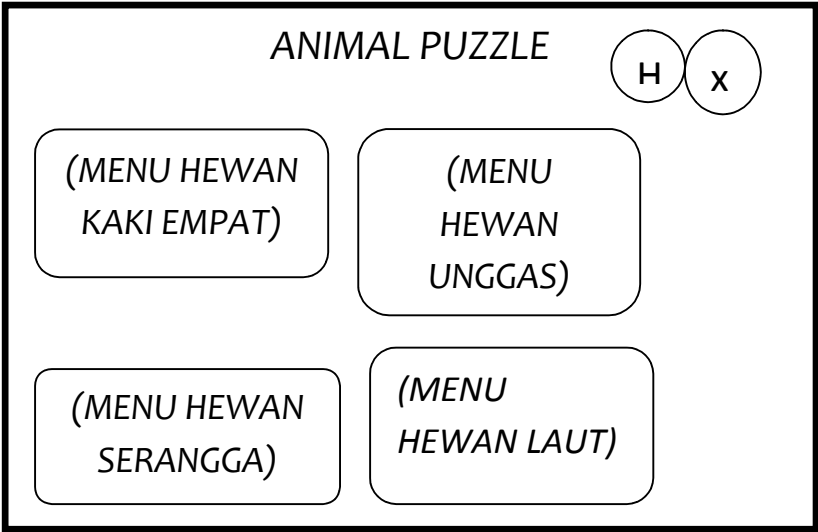 ANIMAL PUZZLE
H
X
(MENU HEWAN
KAKI EMPAT)
(MENU
HEWAN
UNGGAS)
(MENU HEWAN
SERANGGA)
(MENU
HEWAN LAUT)